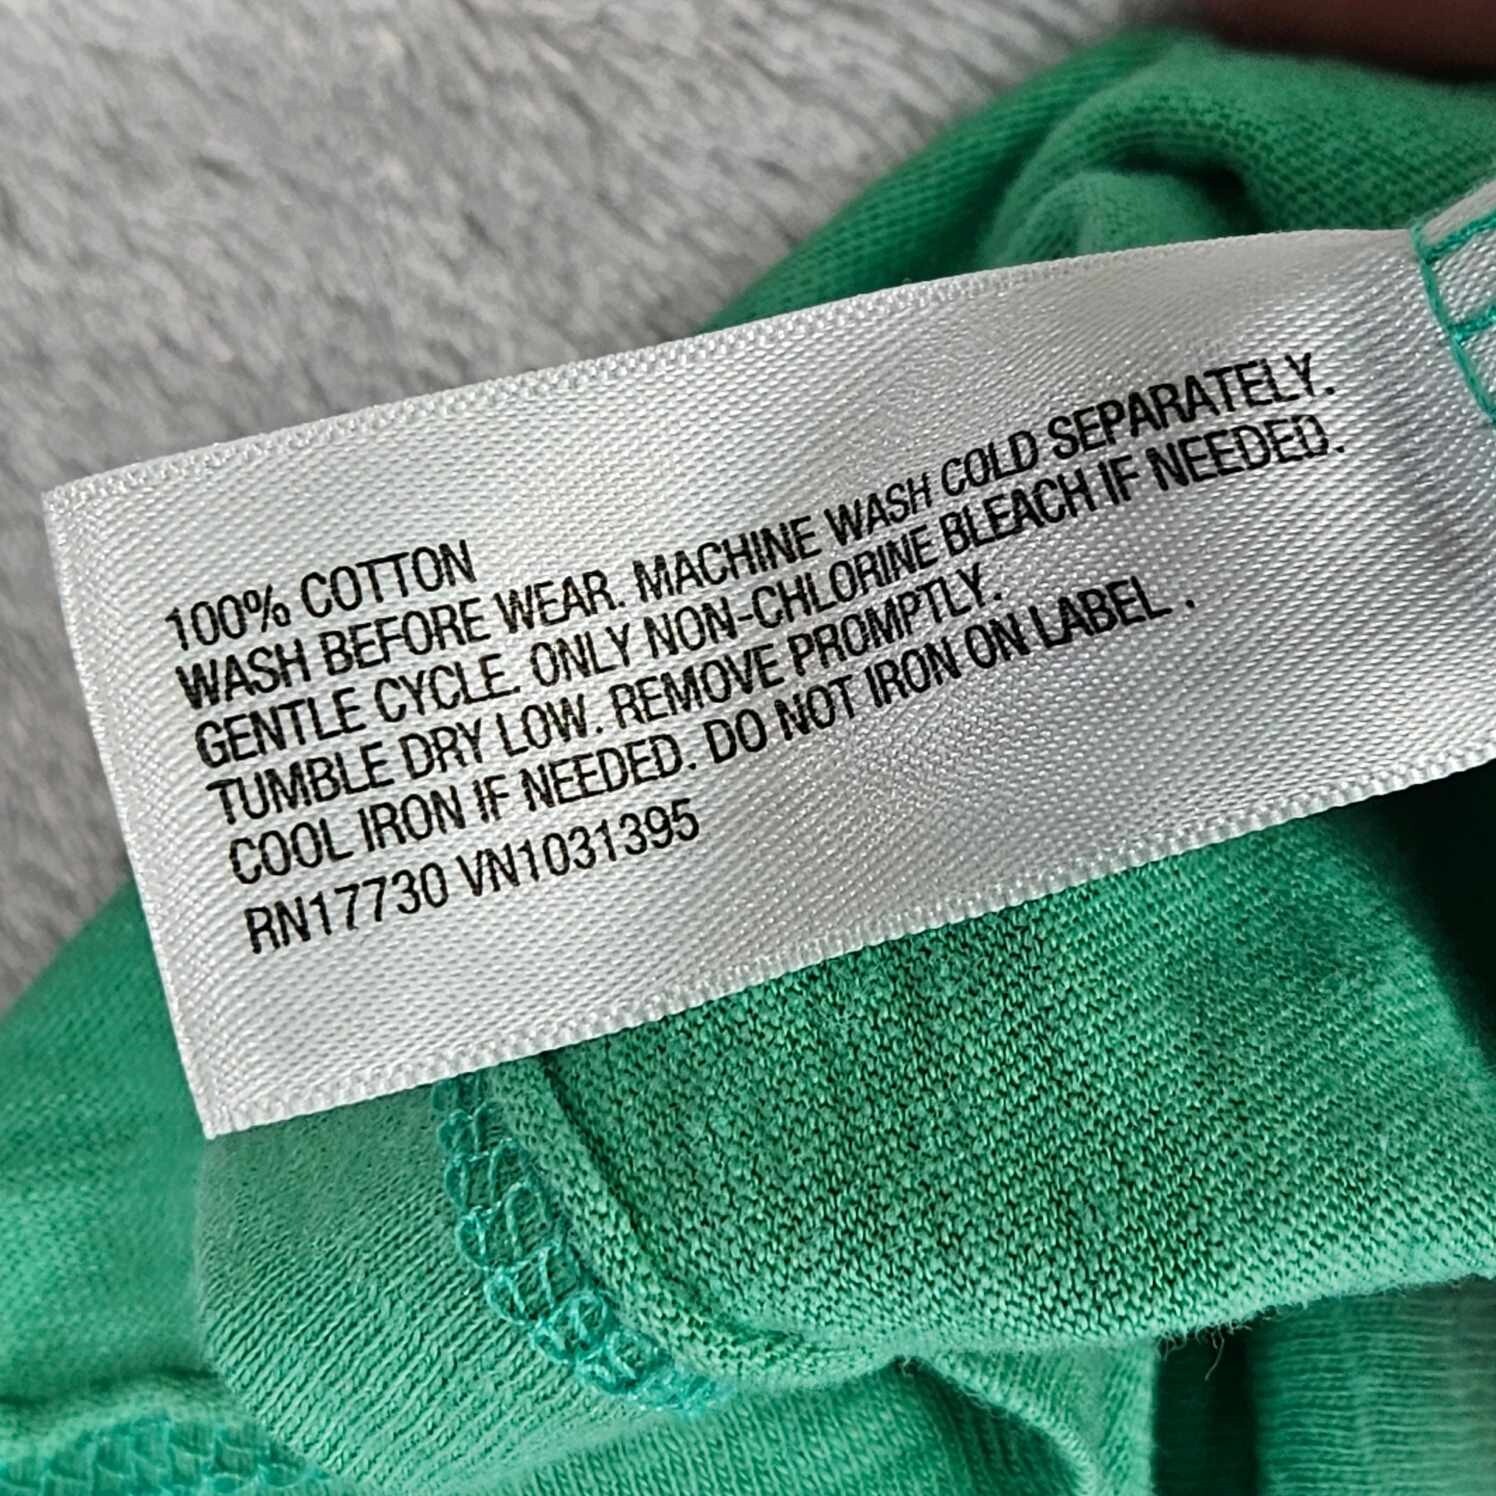 100% COTTON
WASH BEFORE WEAR. MACHINE WASH COLD SEPARATELY.
GENTLE CYCLE. ONLY NON-CHLORINE BLEACH IF NEEDED.
TUMBLE DRY LOW. REMOVE PROMPTLY.
COOL IRON IF NEEDED. DO NOT IRON ON LABEL .
RN17730 VN1031395